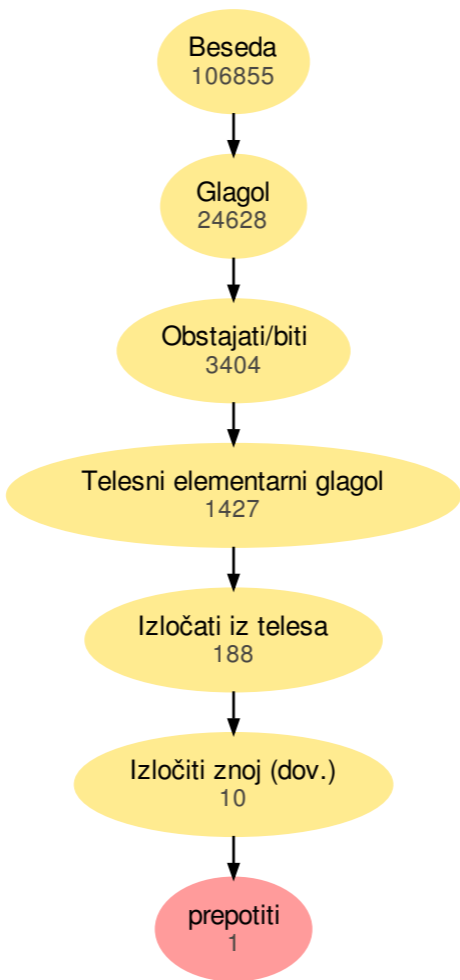 Beseda
106855
Glagol
24628
Obstajati/biti
3404
Telesni elementarni glagol
1427
Izločati iz telesa
188
Izločiti znoj (dov.)
10
prepotiti
1